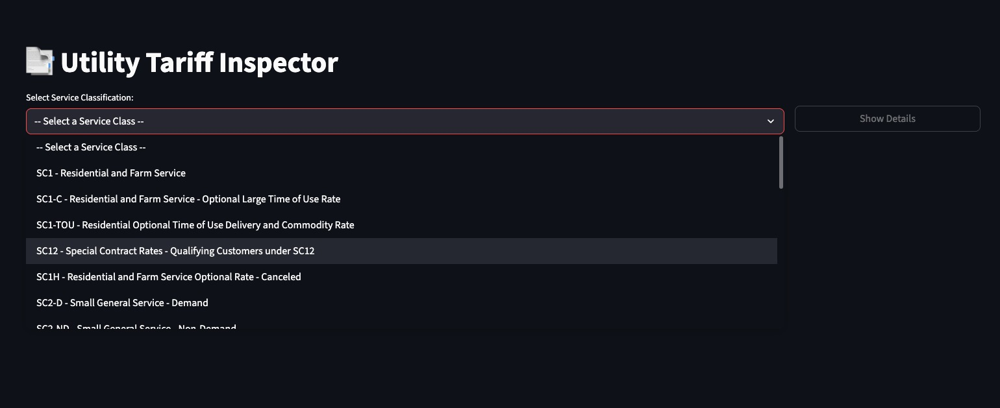 Utility Tariff Inspector
Select Service Classification:
-- Select a Service Class --
Show Details
-- Select a Service Class --
SC1 - Residential and Farm Service
SC1-C - Residential and Farm Service - Optional Large Time of Use Rate
SC1-TOU - Residential Optional Time of Use Delivery and Commodity Rate
SC12 - Special Contract Rates - Qualifying Customers under SC12
SC1H - Residential and Farm Service Optional Rate - Canceled
SC2-D - Small General Service - Demand
SC2-ND - Small General Service - Non-Demand